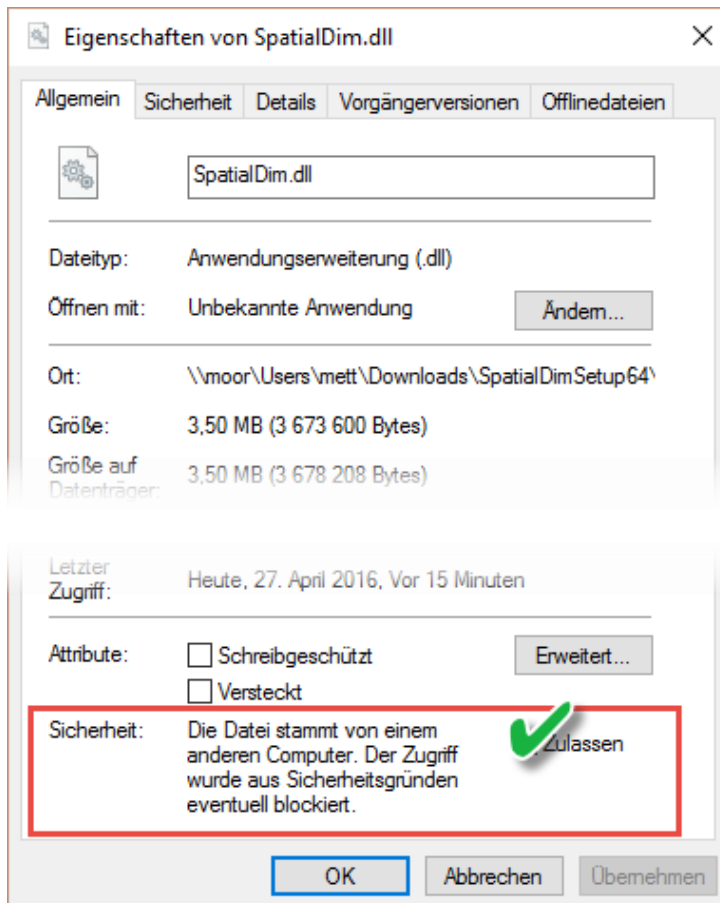 Eigenschaften von SpatialDim.dll
Allgemein Sicherheit Details Vorgängerversionen Offlinedateien
SpatialDim.dll
Dateityp: Anwendungserweiterung (.dll)
Öffnen mit: Unbekannte Anwendung Ändern...
Ort: \\moor\Users\mett\Downloads\SpatialDimSetup64\
Größe: 3,50 MB (3 673 600 Bytes)
Größe auf
Datenträger: 3,50 MB (3 678 208 Bytes)
Letzter
Zugriff: Heute, 27. April 2016, Vor 15 Minuten
Attribute: Schreibgeschützt Erweitert...
Versteckt
Sicherheit: Die Datei stammt von einem
anderen Computer. Der Zugriff
wurde aus Sicherheitsgründen
eventuell blockiert.
Zulassen
OK Abbrechen Übernehmen